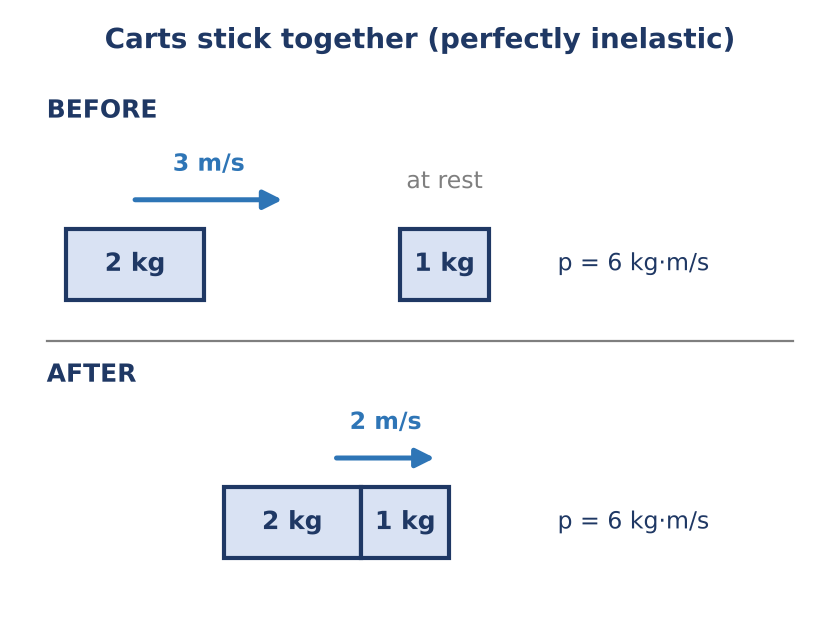 Carts stick together (perfectly inelastic)
BEFORE
3 m/s
at rest
2 kg
1 kg
p = 6 kg·m/s
AFTER
2 m/s
2 kg
1 kg
p = 6 kg·m/s